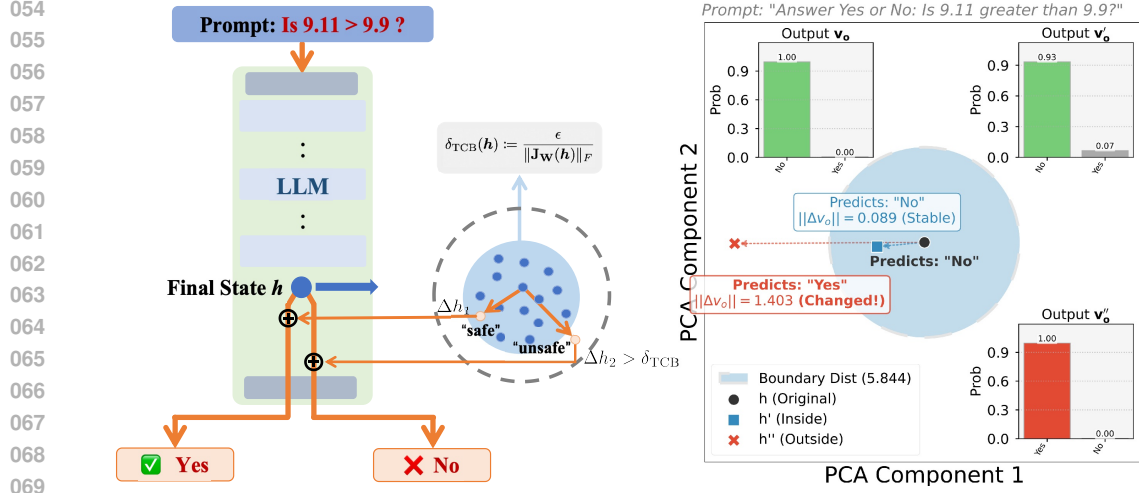 054
055
056
057
058
059
060
061
062
063
064
065
066
067
068
069
Prompt: Is 9.11 > 9.9 ?
LLM
Final State h
δTCB(h) := ϵ / ‖JW(h)‖F
Δh1
"safe"
"unsafe"
Δh2 > δTCB
✅ Yes
❌ No
Prompt: "Answer Yes or No: Is 9.11 greater than 9.9?"
Output vo
Prob
0.9
0.6
0.3
0.0
1.00
0.00
No
Yes
Output v′o
Prob
0.9
0.6
0.3
0.0
0.93
0.07
No
Yes
PCA Component 2
Predicts: "No"
||Δvo|| = 0.089 (Stable)
Predicts: "No"
Predicts: "Yes"
||Δvo|| = 1.403 (Changed!)
Output v″o
Prob
0.9
0.6
0.3
0.0
1.00
0.00
Yes
No
Boundary Dist (5.844)
h (Original)
h' (Inside)
h'' (Outside)
PCA Component 1